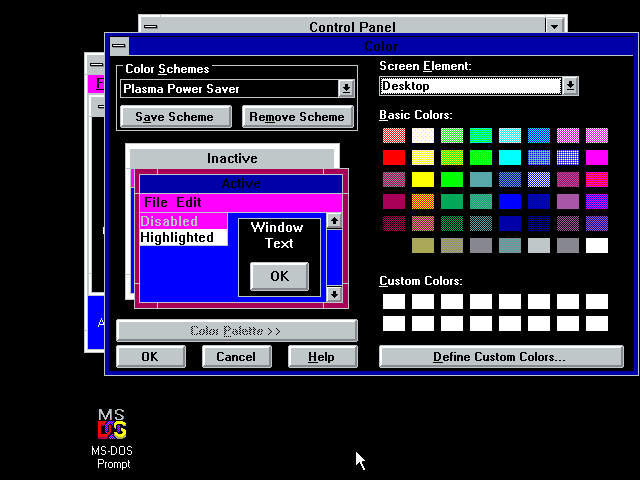 Control Panel
Color
Color Schemes
Plasma Power Saver
Save Scheme
Remove Scheme
Screen Element:
Desktop
Basic Colors:
Inactive
Active
File Edit
Disabled
Highlighted
Window
Text
OK
Custom Colors:
Color Palette >>
OK
Cancel
Help
Define Custom Colors...
F
A
MS
DOS
MS-DOS
Prompt